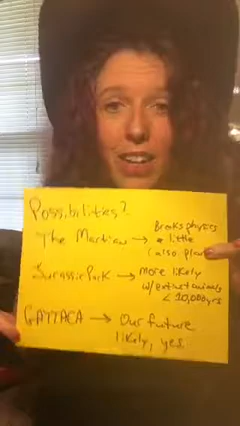 Possibilities?
The Martian → Breaks physics
a little
(also
Jurassic Park → More likely
w/ extinct animals
< 10,000 yrs
GATTACA → Our future
likely, yes.